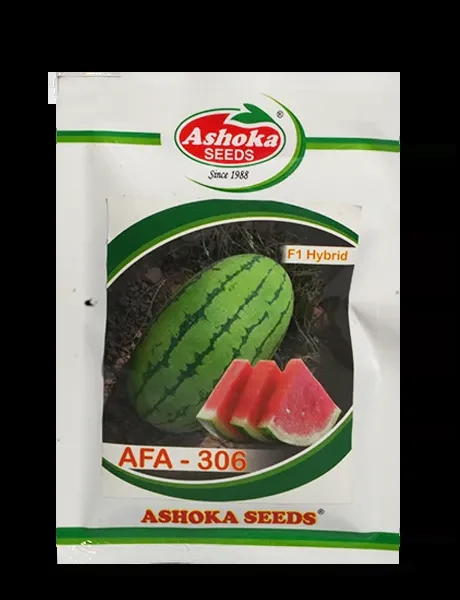 Ashoka®
SEEDS
Since 1988
F1 Hybrid
AFA - 306
ASHOKA SEEDS®